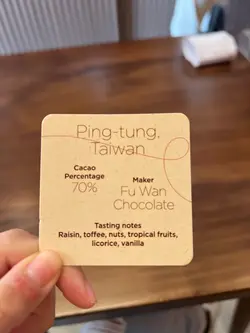 Ping-tung,
Taiwan
Cacao
Percentage
70%
Maker
Fu Wan
Chocolate
Tasting notes
Raisin, toffee, nuts, tropical fruits,
licorice, vanilla